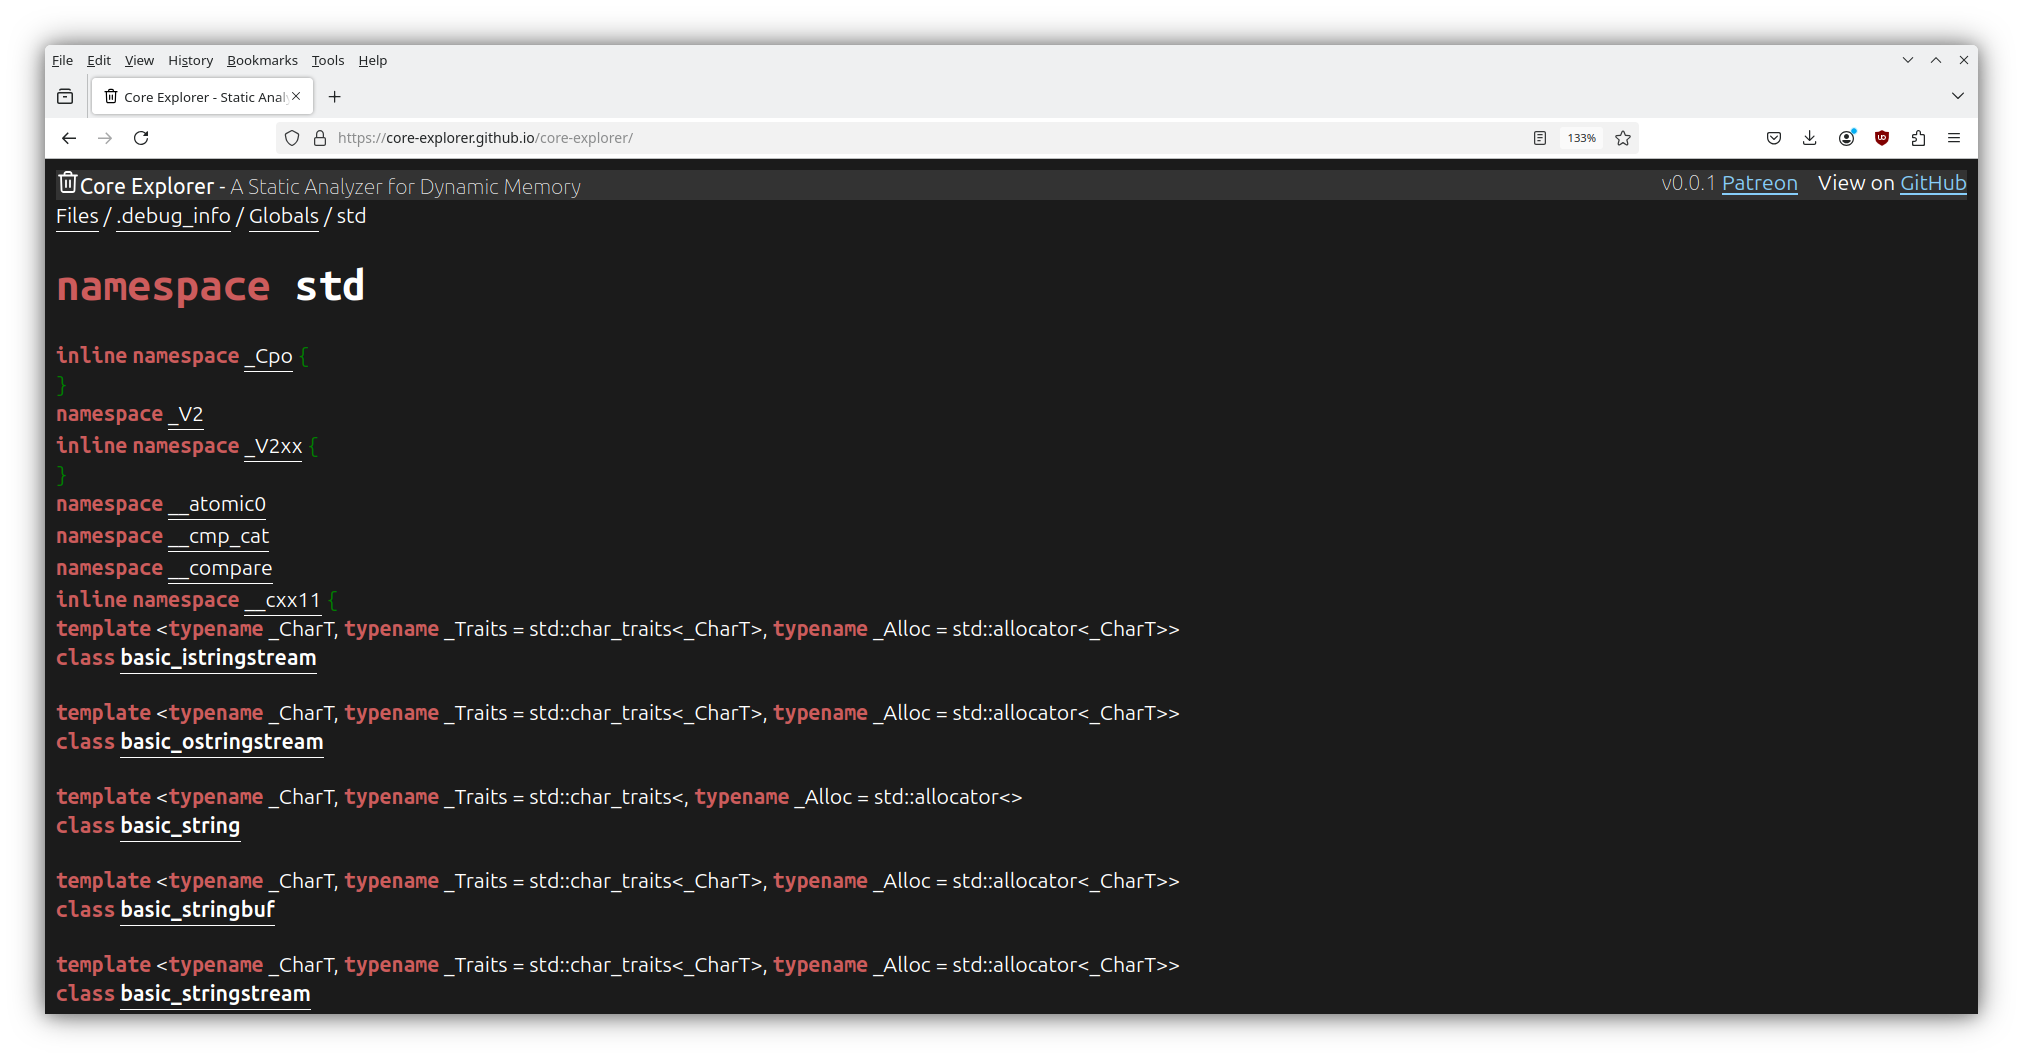 File Edit View History Bookmarks Tools Help
Core Explorer - Static Anal
https://core-explorer.github.io/core-explorer/ 133%
Core Explorer - A Static Analyzer for Dynamic Memory v0.0.1 Patreon View on GitHub
Files / .debug_info / Globals / std
namespace std
inline namespace _Cpo {
}
namespace _V2
inline namespace _V2xx {
}
namespace __atomic0
namespace __cmp_cat
namespace __compare
inline namespace __cxx11 {
template <typename _CharT, typename _Traits = std::char_traits<_CharT>, typename _Alloc = std::allocator<_CharT>>
class basic_istringstream
template <typename _CharT, typename _Traits = std::char_traits<_CharT>, typename _Alloc = std::allocator<_CharT>>
class basic_ostringstream
template <typename _CharT, typename _Traits = std::char_traits<, typename _Alloc = std::allocator<>
class basic_string
template <typename _CharT, typename _Traits = std::char_traits<_CharT>, typename _Alloc = std::allocator<_CharT>>
class basic_stringbuf
template <typename _CharT, typename _Traits = std::char_traits<_CharT>, typename _Alloc = std::allocator<_CharT>>
class basic_stringstream